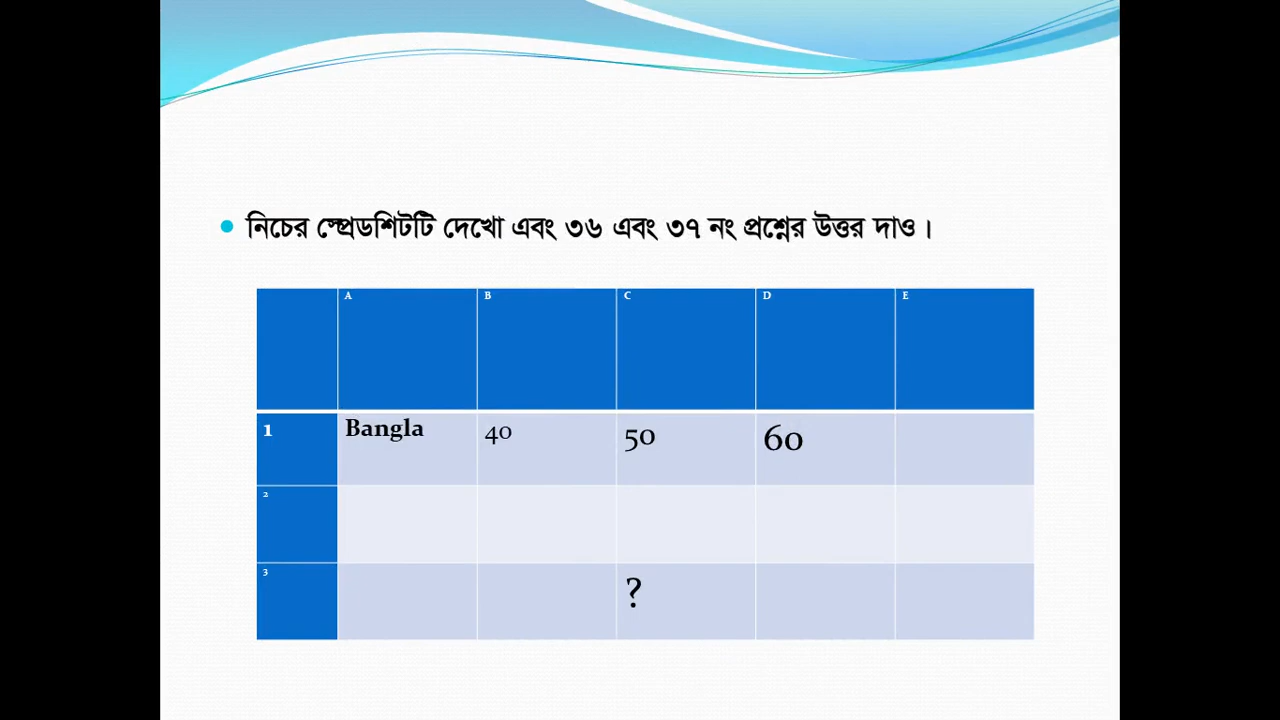 নিচের স্প্রেডশিটটি দেখো এবং ৩৬ এবং ৩৭ নং প্রশ্নের উত্তর দাও।
A B C D E
1 Bangla 40 50 60
2
3 ?